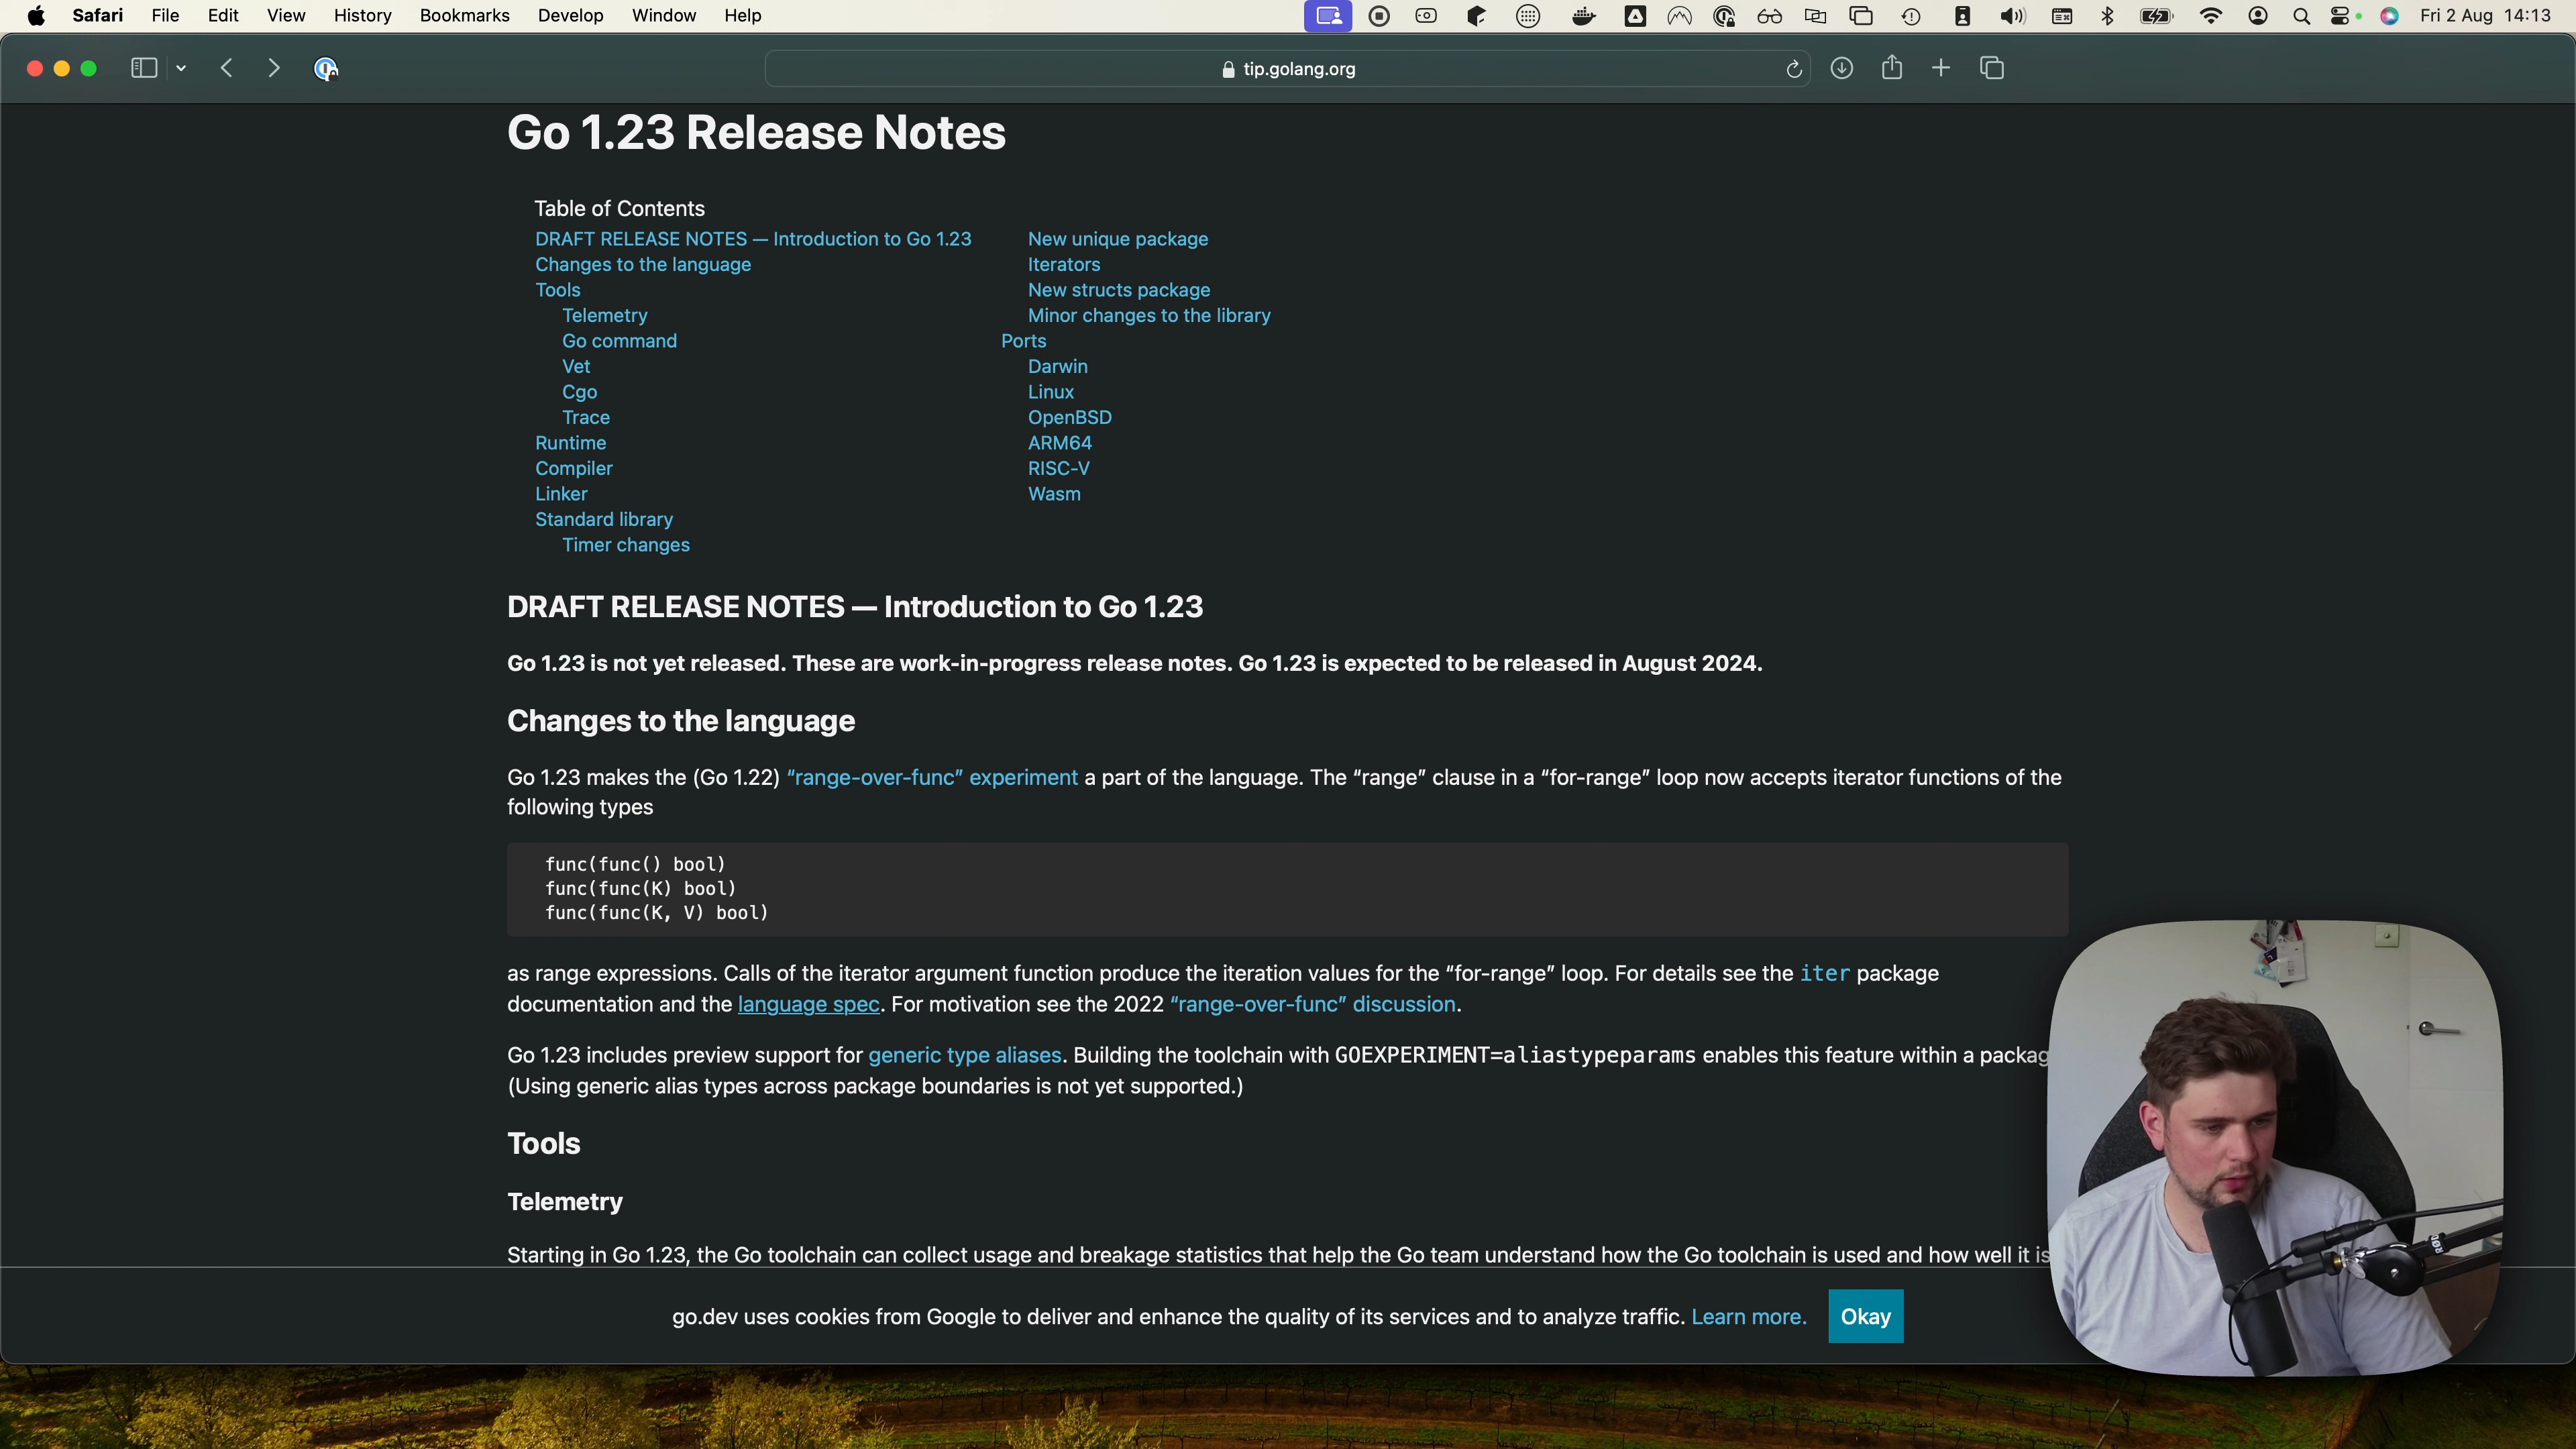 Safari File Edit View History Bookmarks Develop Window Help Fri 2 Aug 14:13
tip.golang.org
Go 1.23 Release Notes
Table of Contents
DRAFT RELEASE NOTES — Introduction to Go 1.23
Changes to the language
Tools
Telemetry
Go command
Vet
Cgo
Trace
Runtime
Compiler
Linker
Standard library
Timer changes
New unique package
Iterators
New structs package
Minor changes to the library
Ports
Darwin
Linux
OpenBSD
ARM64
RISC-V
Wasm
DRAFT RELEASE NOTES — Introduction to Go 1.23
Go 1.23 is not yet released. These are work-in-progress release notes. Go 1.23 is expected to be released in August 2024.
Changes to the language
Go 1.23 makes the (Go 1.22) “range-over-func” experiment a part of the language. The “range” clause in a “for-range” loop now accepts iterator functions of the
following types
func(func() bool)
func(func(K) bool)
func(func(K, V) bool)
as range expressions. Calls of the iterator argument function produce the iteration values for the “for-range” loop. For details see the iter package
documentation and the language spec. For motivation see the 2022 “range-over-func” discussion.
Go 1.23 includes preview support for generic type aliases. Building the toolchain with GOEXPERIMENT=aliastypeparams enables this feature within a packag
(Using generic alias types across package boundaries is not yet supported.)
Tools
Telemetry
Starting in Go 1.23, the Go toolchain can collect usage and breakage statistics that help the Go team understand how the Go toolchain is used and how well it is
go.dev uses cookies from Google to deliver and enhance the quality of its services and to analyze traffic. Learn more. Okay
RØD